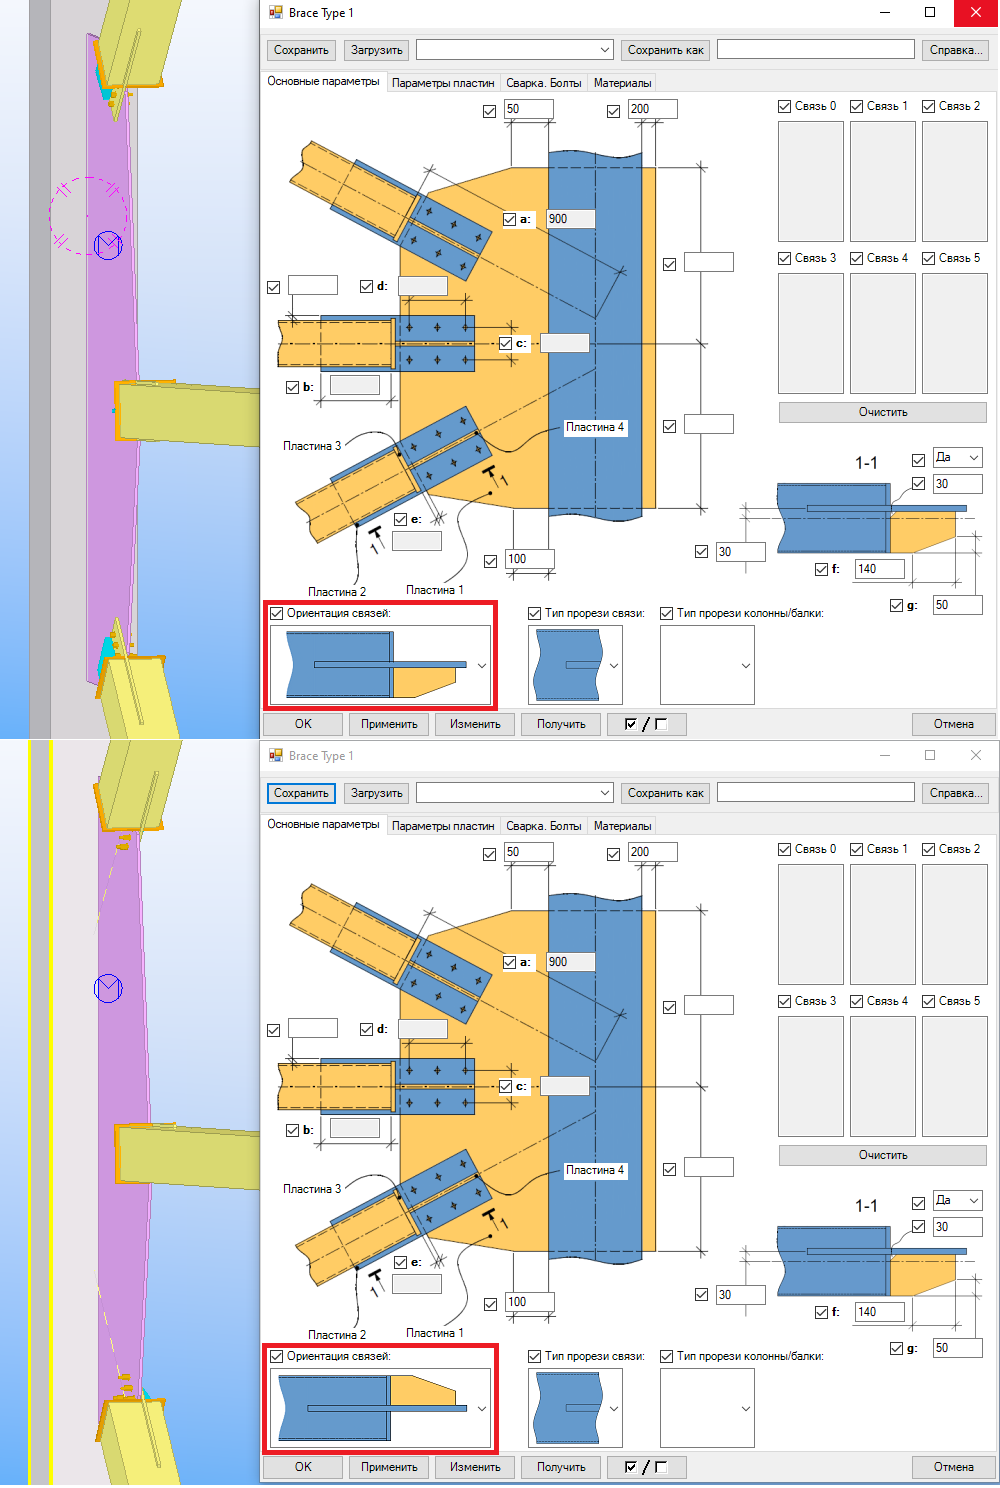 Brace Type 1
Сохранить
Загрузить
Сохранить как
Справка...
Основные параметры
Параметры пластин
Сварка. Болты
Материалы
50
200
Связь 0
Связь 1
Связь 2
a:
900
Связь 3
Связь 4
Связь 5
d:
c:
b:
Очистить
Пластина 4
Пластина 3
1-1
Да
30
1
e:
1
100
30
f:
140
Пластина 2
Пластина 1
g:
50
Ориентация связей:
Тип прорези связи:
Тип прорези колонны/балки:
OK
Применить
Изменить
Получить
/
Отмена
Brace Type 1
Сохранить
Загрузить
Сохранить как
Справка...
Основные параметры
Параметры пластин
Сварка. Болты
Материалы
50
200
Связь 0
Связь 1
Связь 2
a:
900
Связь 3
Связь 4
Связь 5
d:
c:
b:
Очистить
Пластина 4
Пластина 3
1-1
Да
30
1
e:
1
100
30
f:
140
Пластина 2
Пластина 1
g:
50
Ориентация связей:
Тип прорези связи:
Тип прорези колонны/балки:
OK
Применить
Изменить
Получить
/
Отмена